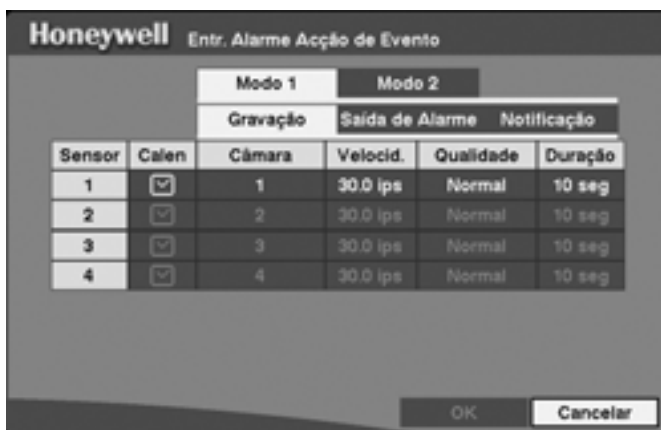 Honeywell Entr. Alarme Acção de Evento
Modo 1 Modo 2
Gravação Saída de Alarme Notificação
Sensor Calen Câmara Velocid. Qualidade Duração
1 1 30.0 ips Normal 10 seg
2 2 30.0 ips Normal 10 seg
3 3 30.0 ips Normal 10 seg
4 4 30.0 ips Normal 10 seg
OK Cancelar